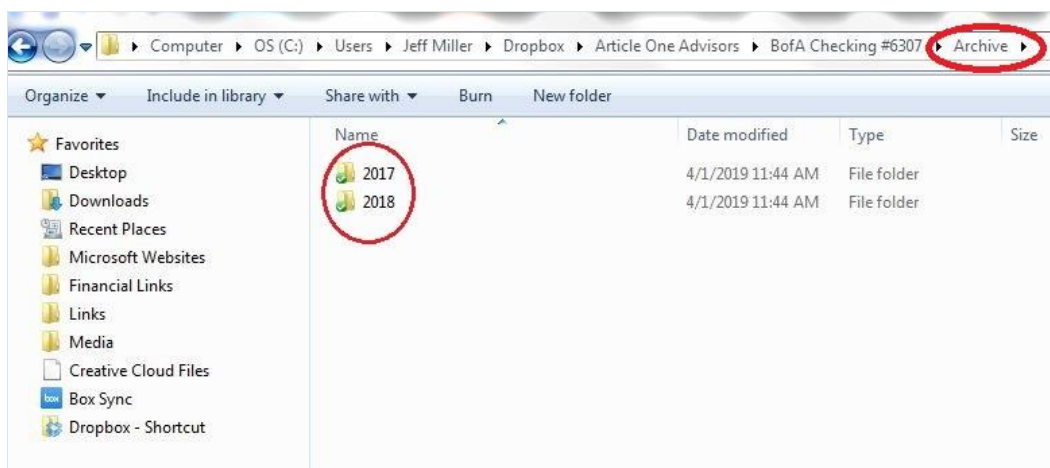 Computer ▸ OS (C:) ▸ Users ▸ Jeff Miller ▸ Dropbox ▸ Article One Advisors ▸ BofA Checking #6307 ▸ Archive ▸
Organize ▾ Include in library ▾ Share with ▾ Burn New folder
Favorites
Desktop
Downloads
Recent Places
Microsoft Websites
Financial Links
Links
Media
Creative Cloud Files
box Box Sync
Dropbox - Shortcut
Name Date modified Type Size
2017 4/1/2019 11:44 AM File folder
2018 4/1/2019 11:44 AM File folder